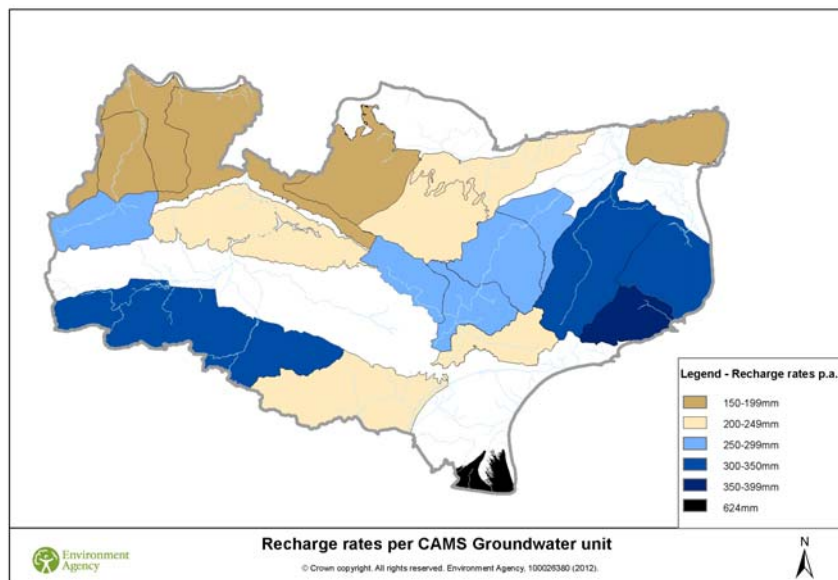 Legend - Recharge rates p.a.
150-199mm
200-249mm
250-299mm
300-350mm
350-399mm
624mm
Environment
Agency
Recharge rates per CAMS Groundwater unit
© Crown copyright. All rights reserved. Environment Agency, 100026380 (2012).
N